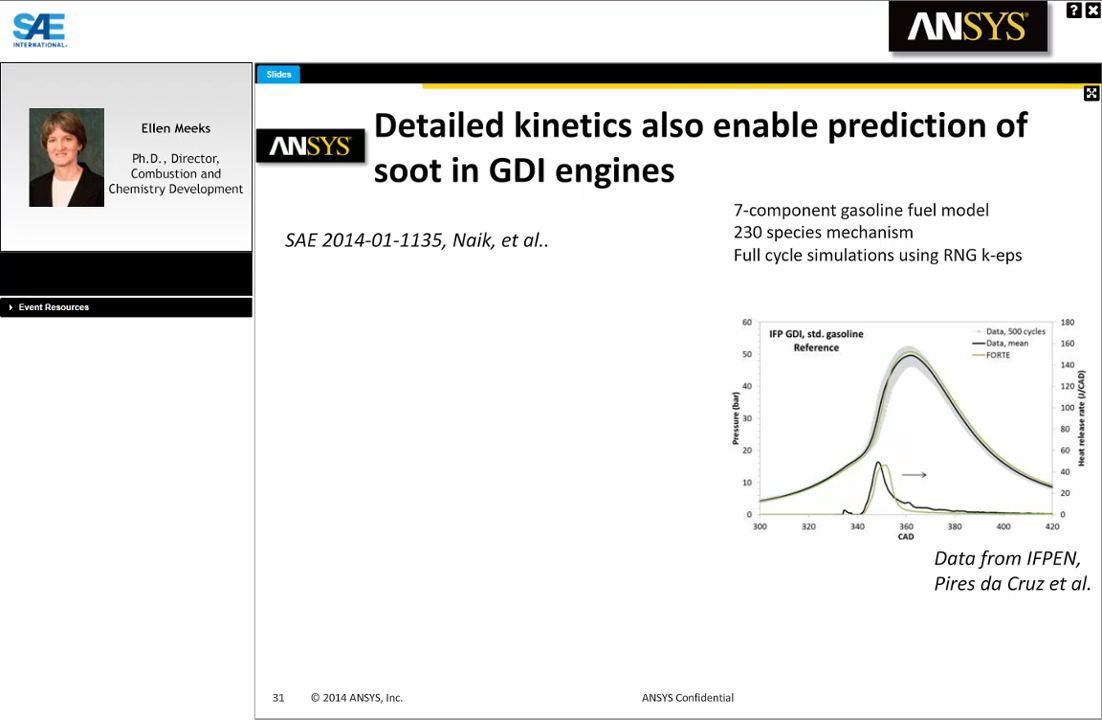 SAE
INTERNATIONAL
ANSYS
?
Ellen Meeks
Ph.D., Director,
Combustion and
Chemistry Development
Event Resources
Slides
ANSYS
Detailed kinetics also enable prediction of
soot in GDI engines
SAE 2014-01-1135, Naik, et al..
7-component gasoline fuel model
230 species mechanism
Full cycle simulations using RNG k-eps
IFP GDI, std. gasoline
Reference
Data, 500 cycles
Data, mean
FORTE
Pressure (bar)
60
50
40
30
20
10
0
180
160
140
120
100
80
60
40
20
0
Heat release rate (J/CAD)
300 320 340 360 380 400 420
CAD
Data from IFPEN,
Pires da Cruz et al.
31 © 2014 ANSYS, Inc. ANSYS Confidential